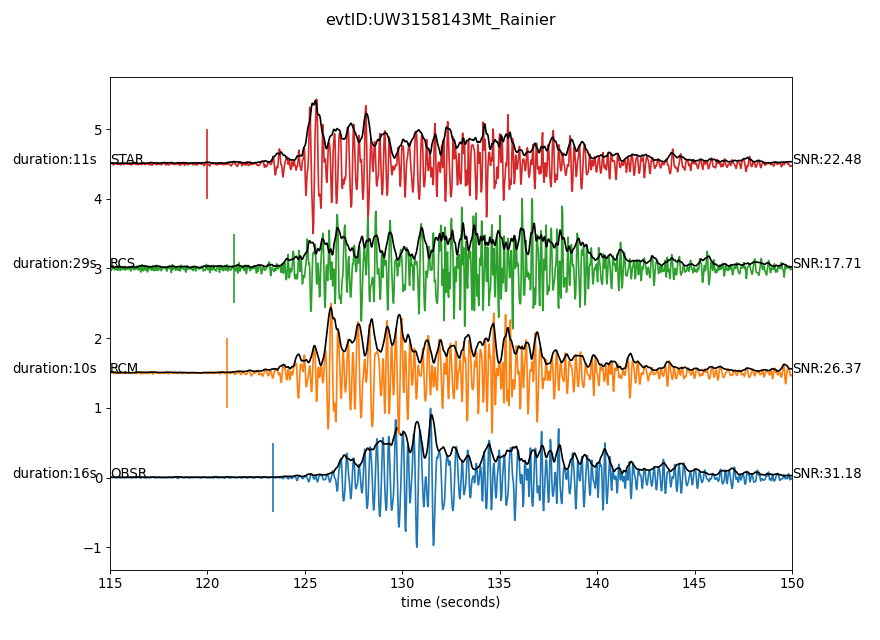 evtID:UW3158143Mt_Rainier
5
duration:11s STAR SNR:22.48
4
duration:29s RCS SNR:17.71
3
2
duration:10s RCM SNR:26.37
1
duration:16s OBSR SNR:31.18
0
−1
115 120 125 130 135 140 145 150
time (seconds)